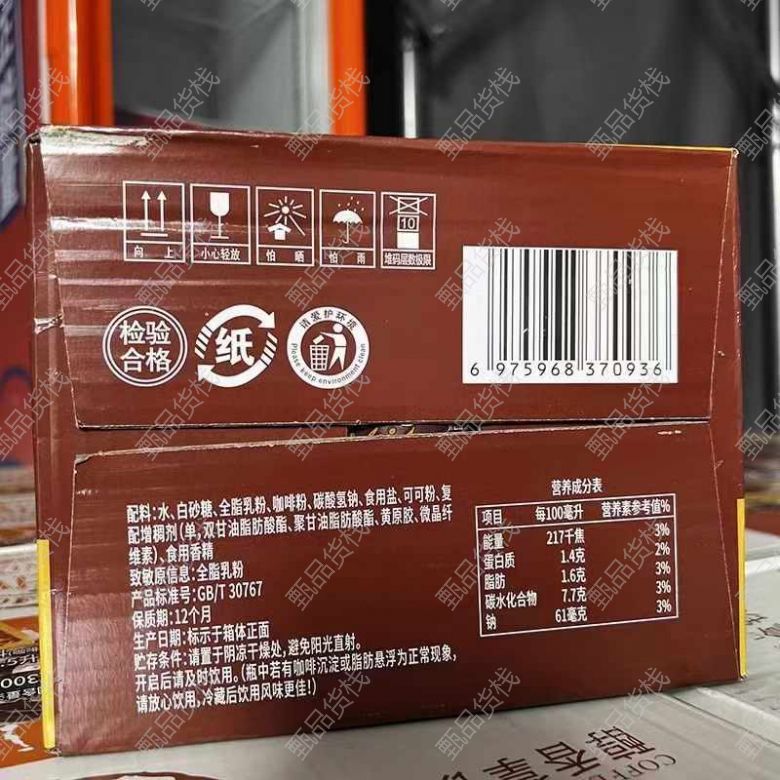 向 上
小心轻放
怕 晒
怕 雨
10
堆码层数极限
检验
合格
纸
请爱护环境
Please keep environment clean
6 975968 370936
配料:水、白砂糖、全脂乳粉、咖啡粉、碳酸氢钠、食用盐、可可粉、复
配增稠剂(单,双甘油脂肪酸酯、聚甘油脂肪酸酯、黄原胶、微晶纤
维素)、食用香精
致敏原信息:全脂乳粉
产品标准号:GB/T 30767
保质期:12个月
生产日期:标示于箱体正面
贮存条件:请置于阴凉干燥处,避免阳光直射。
开启后请及时饮用。(瓶中若有咖啡沉淀或脂肪悬浮为正常现象,
请放心饮用,冷藏后饮用风味更佳!)
营养成分表
项目 每100毫升 营养素参考值%
能量 217千焦 3%
蛋白质 1.4克 2%
脂肪 1.6克 3%
碳水化合物 7.7克 3%
钠 61毫克 3%
甄品货栈